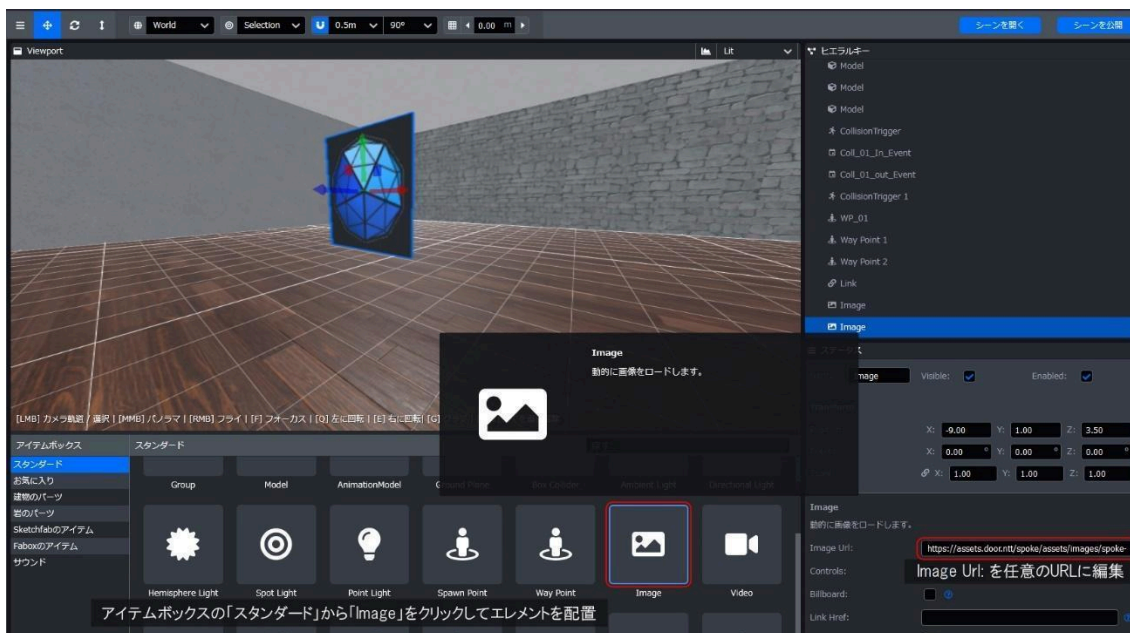 World
Selection
0.5m
90°
0.00 m
シーンを開く
シーンを公開
Viewport
Lit
ヒエラルキー
Model
Model
Model
CollisionTrigger
Coll_01_In_Event
Coll_01_out_Event
CollisionTrigger 1
WP_01
Way Point 1
Way Point 2
Link
Image
Image
Image
動的に画像をロードします。
ステータス
Image
Visible:
Enabled:
X: -9.00 Y: 1.00 Z: 3.50
X: 0.00 ° Y: 0.00 ° Z: 0.00 °
X: 1.00 Y: 1.00 Z: 1.00
[LMB] カメラ軌道 / 選択 | [MMB] パノラマ | [RMB] フライ | [F] フォーカス | [Q] 左に回転 | [E] 右に回転 | [G]
アイテムボックス
スタンダード
スタンダード
お気に入り
建物のパーツ
岩のパーツ
Sketchfabのアイテム
Faboxのアイテム
サウンド
Group
Model
AnimationModel
Ground Plane
Box Collider
Ambient Light
Directional Light
Hemisphere Light
Spot Light
Point Light
Spawn Point
Way Point
Image
Video
アイテムボックスの「スタンダード」から「Image」をクリックしてエレメントを配置
Image
動的に画像をロードします。
Image Url:
https://assets.door.ntt/spoke/assets/images/spoke-
Controls:
Image Url: を任意のURLに編集
Billboard:
Link Href: